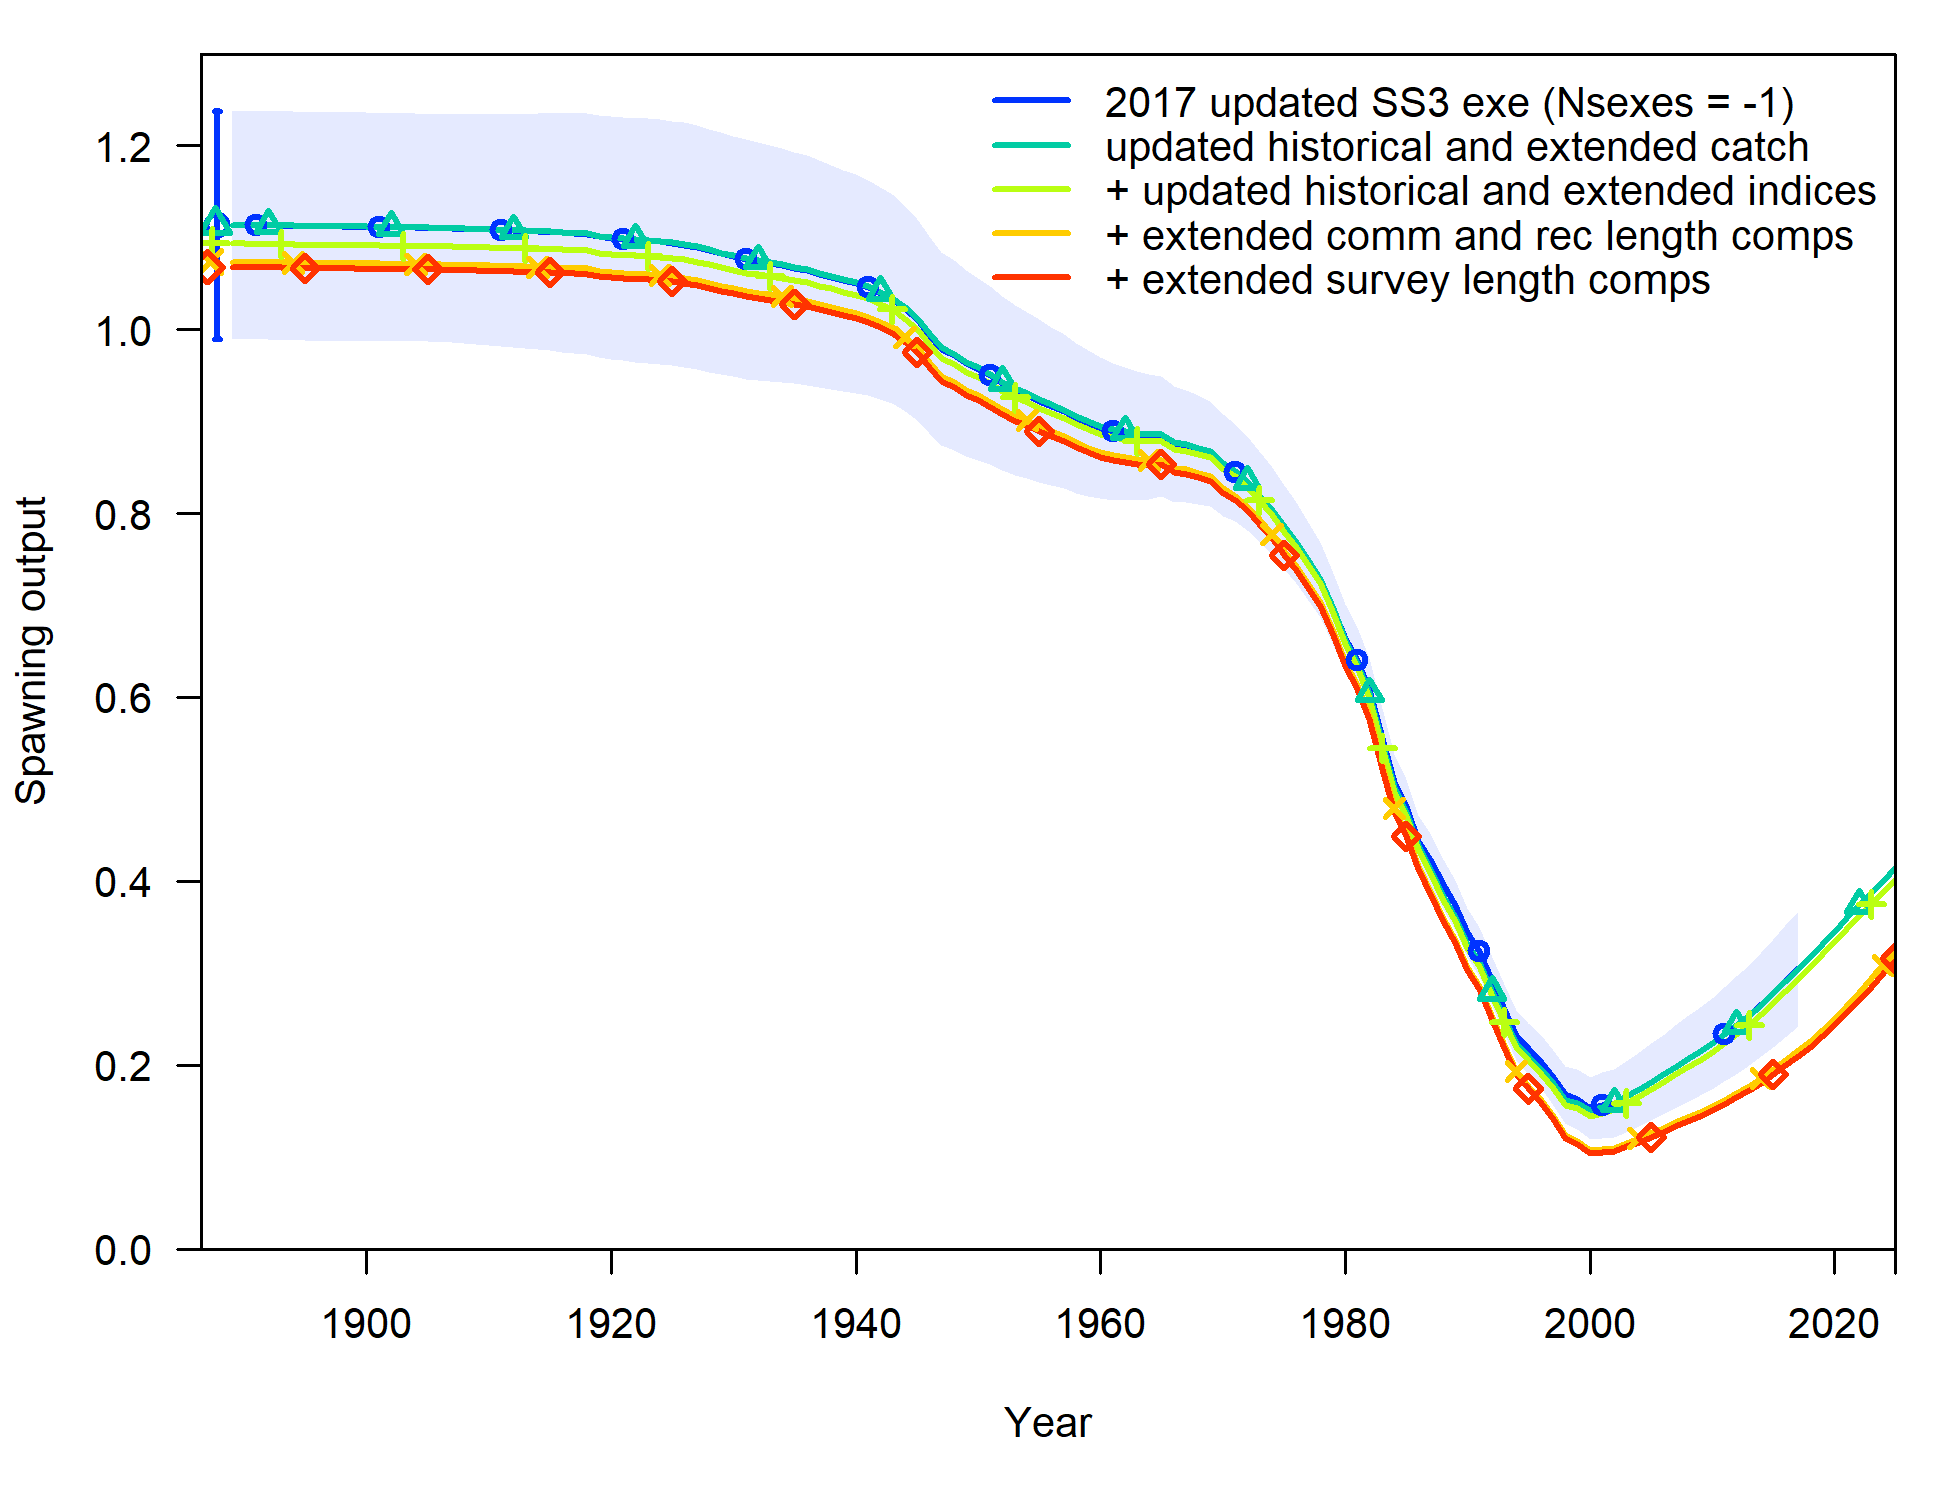 2017 updated SS3 exe (Nsexes = -1)
updated historical and extended catch
+ updated historical and extended indices
+ extended comm and rec length comps
+ extended survey length comps
Spawning output
1.2
1.0
0.8
0.6
0.4
0.2
0.0
1900 1920 1940 1960 1980 2000 2020
Year